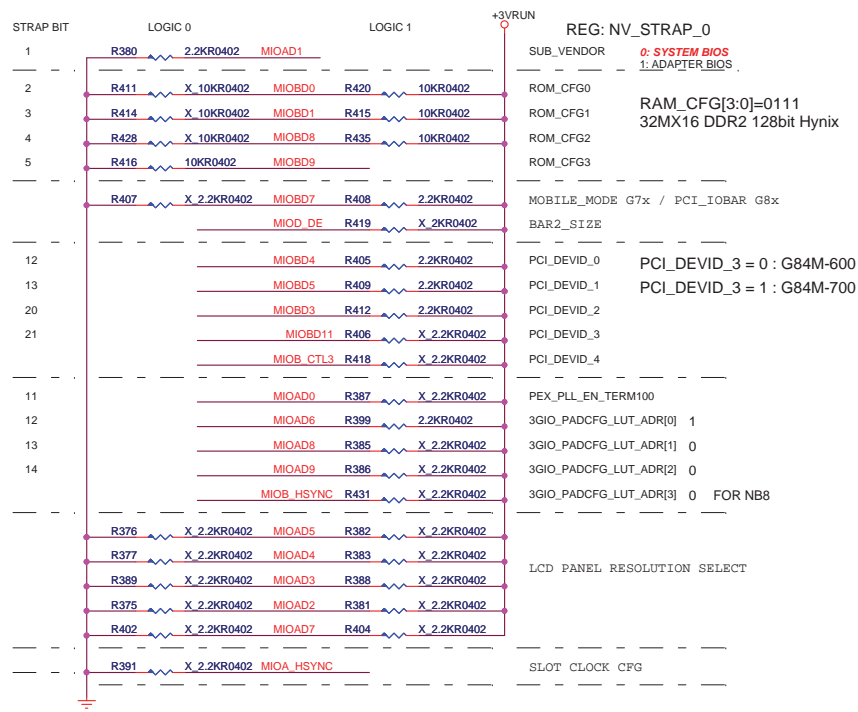 +3VRUN
STRAP BIT LOGIC 0 LOGIC 1 REG: NV_STRAP_0
1 R380 2.2KR0402 MIOAD1 SUB_VENDOR 0: SYSTEM BIOS
1: ADAPTER BIOS
2 R411 X_10KR0402 MIOBD0 R420 10KR0402 ROM_CFG0
RAM_CFG[3:0]=0111
3 R414 X_10KR0402 MIOBD1 R415 10KR0402 ROM_CFG1
32MX16 DDR2 128bit Hynix
4 R428 X_10KR0402 MIOBD8 R435 10KR0402 ROM_CFG2
5 R416 10KR0402 MIOBD9 ROM_CFG3
R407 X_2.2KR0402 MIOBD7 R408 2.2KR0402 MOBILE_MODE G7x / PCI_IOBAR G8x
MIOD_DE R419 X_2KR0402 BAR2_SIZE
12 MIOBD4 R405 2.2KR0402 PCI_DEVID_0 PCI_DEVID_3 = 0 : G84M-600
13 MIOBD5 R409 2.2KR0402 PCI_DEVID_1 PCI_DEVID_3 = 1 : G84M-700
20 MIOBD3 R412 2.2KR0402 PCI_DEVID_2
21 MIOBD11 R406 X_2.2KR0402 PCI_DEVID_3
MIOB_CTL3 R418 X_2.2KR0402 PCI_DEVID_4
11 MIOAD0 R387 X_2.2KR0402 PEX_PLL_EN_TERM100
12 MIOAD6 R399 2.2KR0402 3GIO_PADCFG_LUT_ADR[0] 1
13 MIOAD8 R385 X_2.2KR0402 3GIO_PADCFG_LUT_ADR[1] 0
14 MIOAD9 R386 X_2.2KR0402 3GIO_PADCFG_LUT_ADR[2] 0
MIOB_HSYNC R431 X_2.2KR0402 3GIO_PADCFG_LUT_ADR[3] 0 FOR NB8
R376 X_2.2KR0402 MIOAD5 R382 X_2.2KR0402
R377 X_2.2KR0402 MIOAD4 R383 X_2.2KR0402
LCD PANEL RESOLUTION SELECT
R389 X_2.2KR0402 MIOAD3 R388 X_2.2KR0402
R375 X_2.2KR0402 MIOAD2 R381 X_2.2KR0402
R402 X_2.2KR0402 MIOAD7 R404 X_2.2KR0402
R391 X_2.2KR0402 MIOA_HSYNC SLOT CLOCK CFG